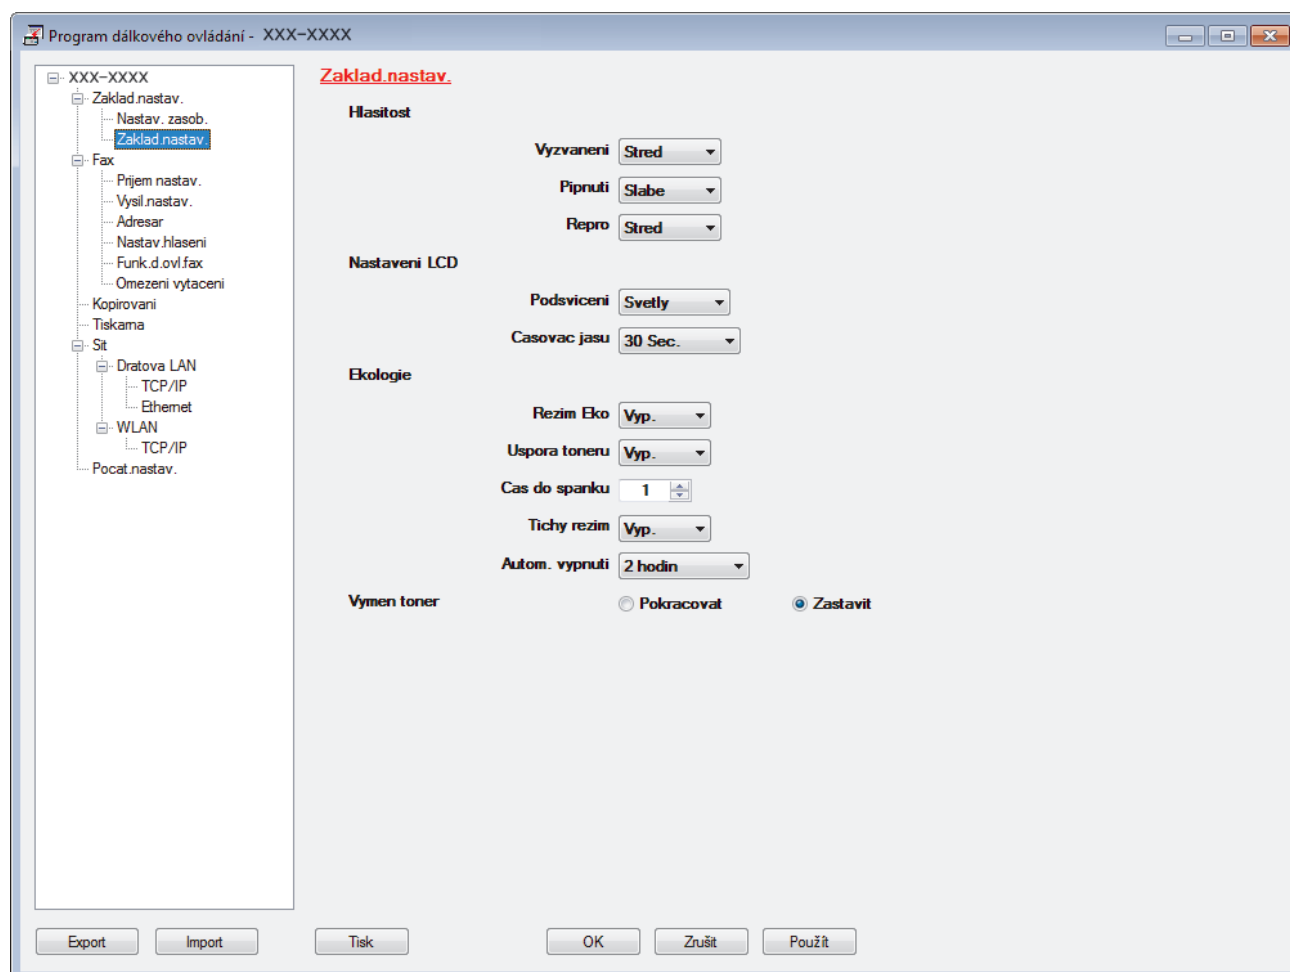 Program dálkového ovládání - XXX-XXXX
XXX-XXXX
Zaklad.nastav.
Nastav. zasob.
Zaklad.nastav.
Fax
Prijem nastav.
Vysil.nastav.
Adresar
Nastav.hlaseni
Funk.d.ovl.fax
Omezeni vytaceni
Kopirovani
Tiskarna
Sit
Dratova LAN
TCP/IP
Ethernet
WLAN
TCP/IP
Pocat.nastav.
Zaklad.nastav.
Hlasitost
Vyzvaneni Stred
Pipnuti Slabe
Repro Stred
Nastaveni LCD
Podsviceni Svetly
Casovac jasu 30 Sec.
Ekologie
Rezim Eko Vyp.
Uspora toneru Vyp.
Cas do spanku 1
Tichy rezim Vyp.
Autom. vypnuti 2 hodin
Vymen toner Pokracovat Zastavit
Export Import Tisk OK Zrušit Použít